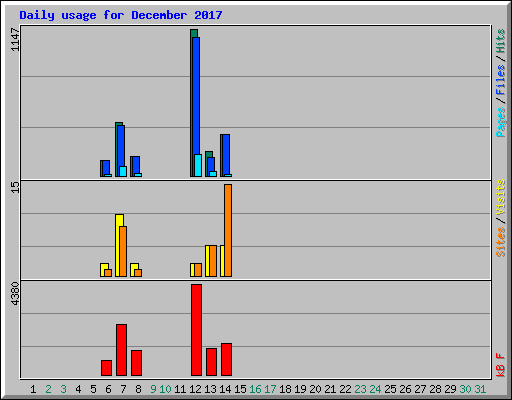 Daily usage for December 2017
1147
Pages/Files/Hits
15
Sites/Visits
4380
kB F
1 2 3 4 5 6 7 8 9 10 11 12 13 14 15 16 17 18 19 20 21 22 23 24 25 26 27 28 29 30 31